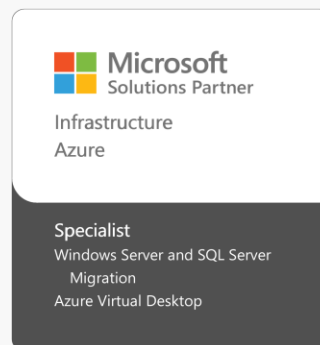 Microsoft
Solutions Partner
Infrastructure
Azure
Specialist
Windows Server and SQL Server
Migration
Azure Virtual Desktop